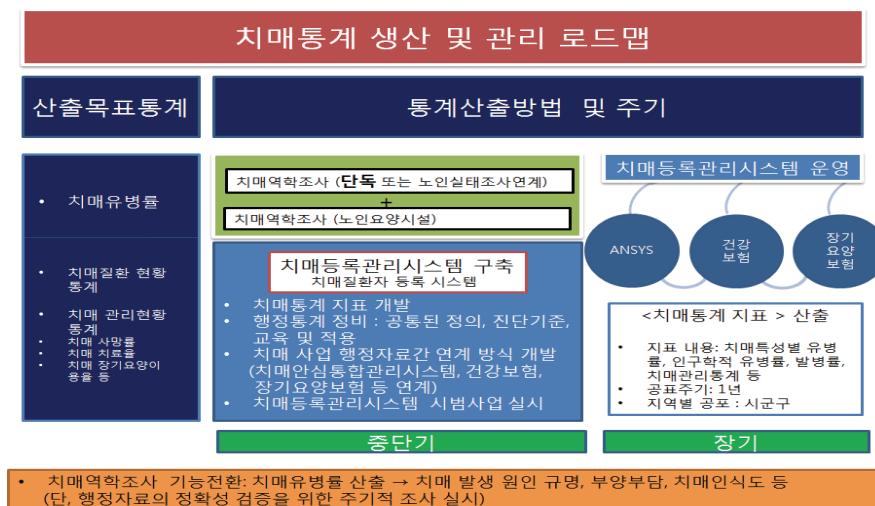 치매통계 생산 및 관리 로드맵
산출목표통계
통계산출방법 및 주기
• 치매유병률
• 치매질환 현황
통계
• 치매 관리현황
통계
치매 사망률
치매 치료율
치매 장기요양이
용율 등
치매역학조사 (단독 또는 노인실태조사연계)
+
치매역학조사 (노인요양시설)
치매등록관리시스템 구축
치매질환자 등록 시스템
• 치매통계 지표 개발
• 행정통계 정비 : 공통된 정의, 진단기준,
교육 및 적용
• 치매 사업 행정자료간 연계 방식 개발
(치매안심통합관리시스템, 건강보험,
장기요양보험 등 연계)
• 치매등록관리시스템 시범사업 실시
중단기
치매등록관리시스템 운영
ANSYS
건강
보험
장기
요양
보험
<치매통계 지표 > 산출
• 지표 내용: 치매특성별 유병
률, 인구학적 유병률, 발병률,
치매관리통계 등
• 공표주기: 1년
• 지역별 공포 : 시군구
장기
• 치매역학조사 기능전환: 치매유병률 산출 → 치매 발생 원인 규명, 부양부담, 치매인식도 등
(단, 행정자료의 정확성 검증을 위한 주기적 조사 실시)